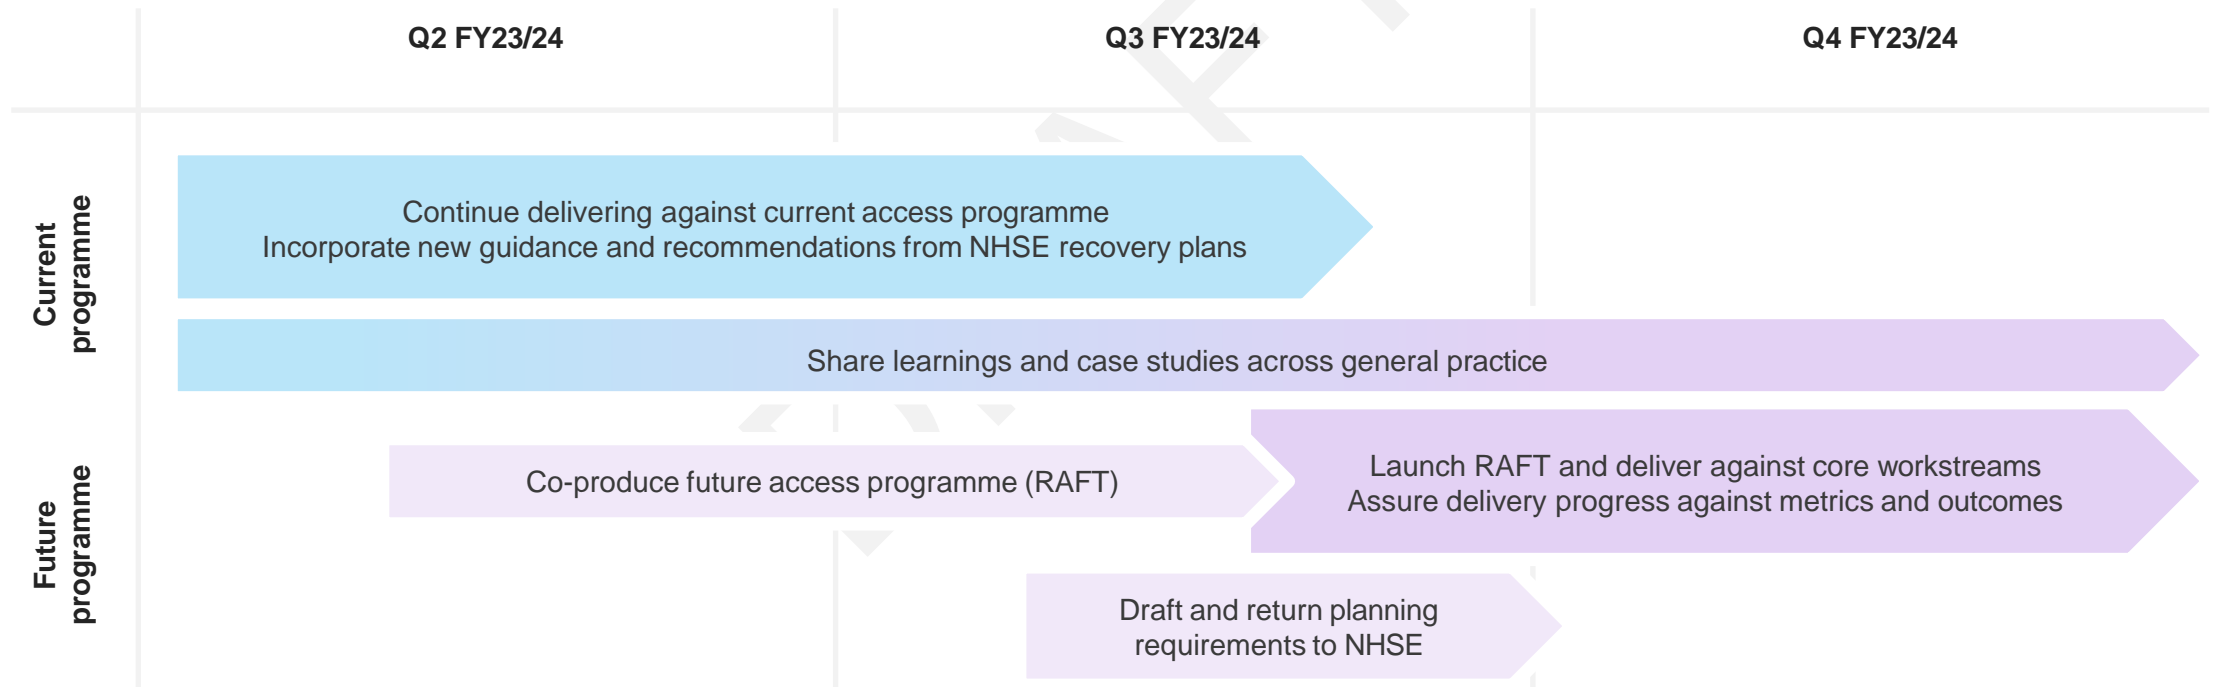 Q2 FY23/24
Q3 FY23/24
Q4 FY23/24
Current
programme
Continue delivering against current access programme
Incorporate new guidance and recommendations from NHSE recovery plans
Share learnings and case studies across general practice
Future
programme
Co-produce future access programme (RAFT)
Launch RAFT and deliver against core workstreams
Assure delivery progress against metrics and outcomes
Draft and return planning
requirements to NHSE